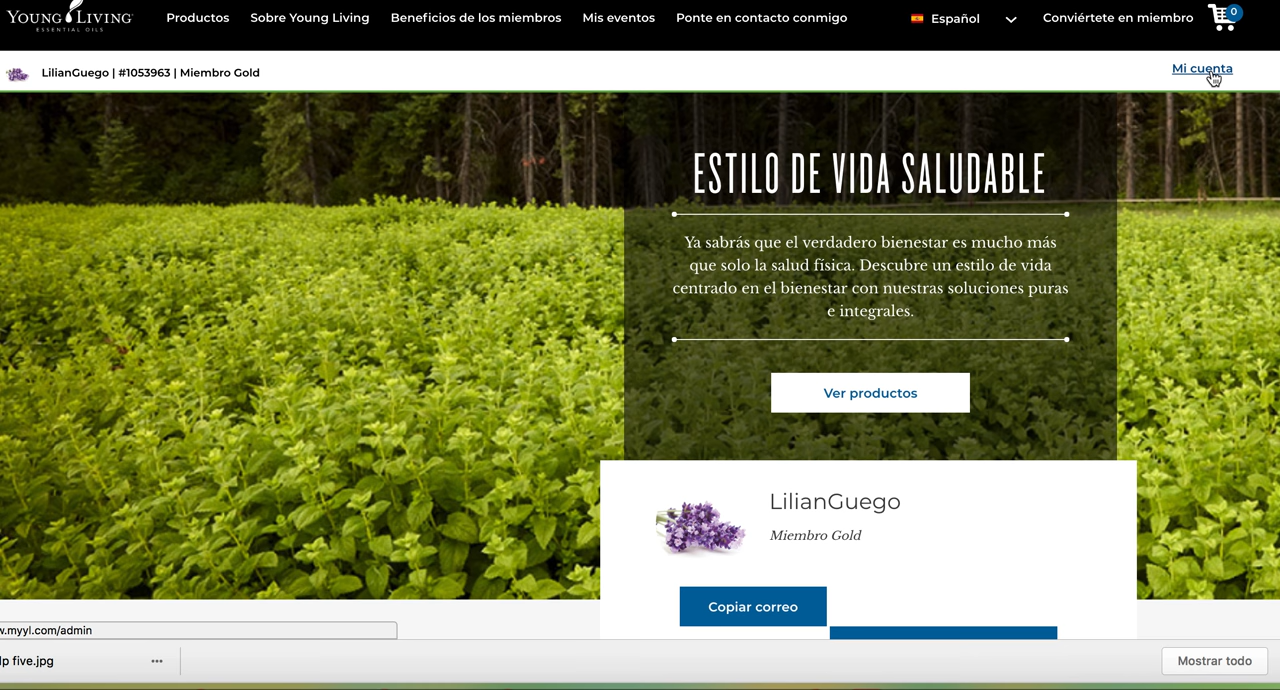 YOUNG LIVING
ESSENTIAL OILS
Productos
Sobre Young Living
Beneficios de los miembros
Mis eventos
Ponte en contacto conmigo
Español
Conviértete en miembro
0
LilianGuego | #1053963 | Miembro Gold
Mi cuenta
ESTILO DE VIDA SALUDABLE
Ya sabrás que el verdadero bienestar es mucho más
que solo la salud física. Descubre un estilo de vida
centrado en el bienestar con nuestras soluciones puras
e integrales.
Ver productos
LilianGuego
Miembro Gold
Copiar correo
w.myyl.com/admin
lp five.jpg
Mostrar todo